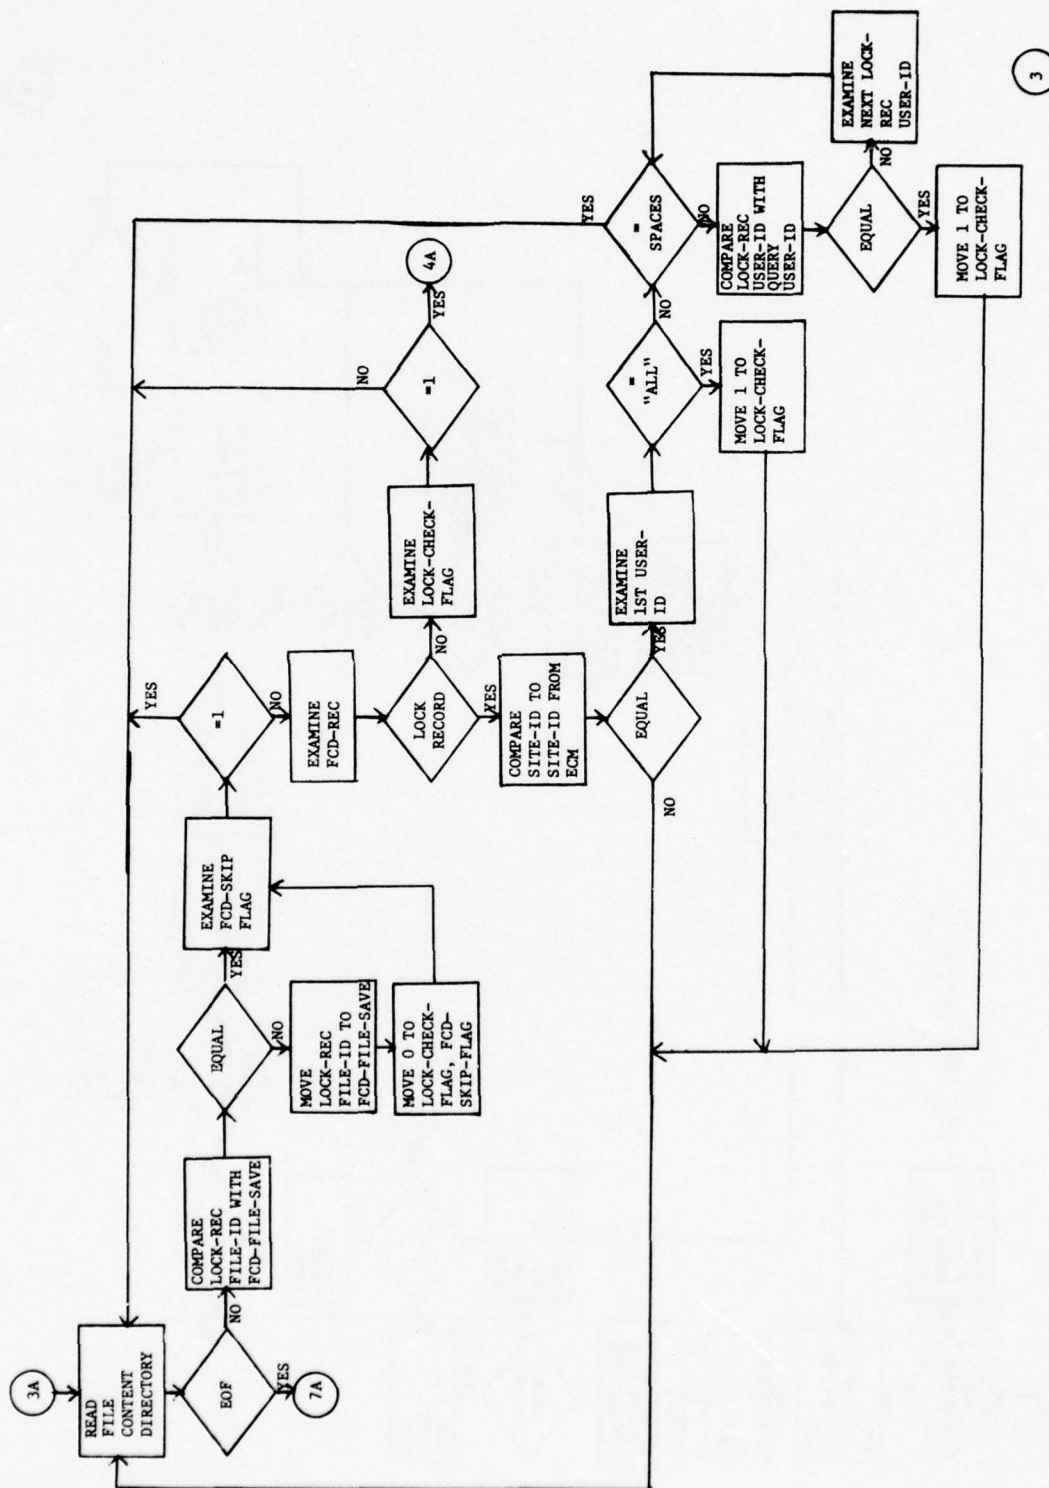 3A
READ
FILE
CONTENT
DIRECTORY
EOF
YES
7A
NO
COMPARE
LOCK-REC
FILE-ID WITH
FCD-FILE-SAVE
EQUAL
YES
NO
MOVE
LOCK-REC
FILE-ID TO
FCD-FILE-SAVE
MOVE 0 TO
LOCK-CHECK-
FLAG, FCD-
SKIP-FLAG
EXAMINE
FCD-SKIP
FLAG
=1
YES
NO
EXAMINE
FCD-REC
LOCK
RECORD
NO
YES
EXAMINE
LOCK-CHECK-
FLAG
=1
NO
YES
4A
COMPARE
SITE-ID TO
SITE-ID FROM
ECM
EQUAL
NO
YES
EXAMINE
1ST USER-
ID
=
"ALL"
NO
YES
MOVE 1 TO
LOCK-CHECK-
FLAG
=
SPACES
YES
NO
COMPARE
LOCK-REC
USER-ID WITH
QUERY
USER-ID
EQUAL
NO
YES
EXAMINE
NEXT LOCK-
REC
USER-ID
MOVE 1 TO
LOCK-CHECK-
FLAG
3